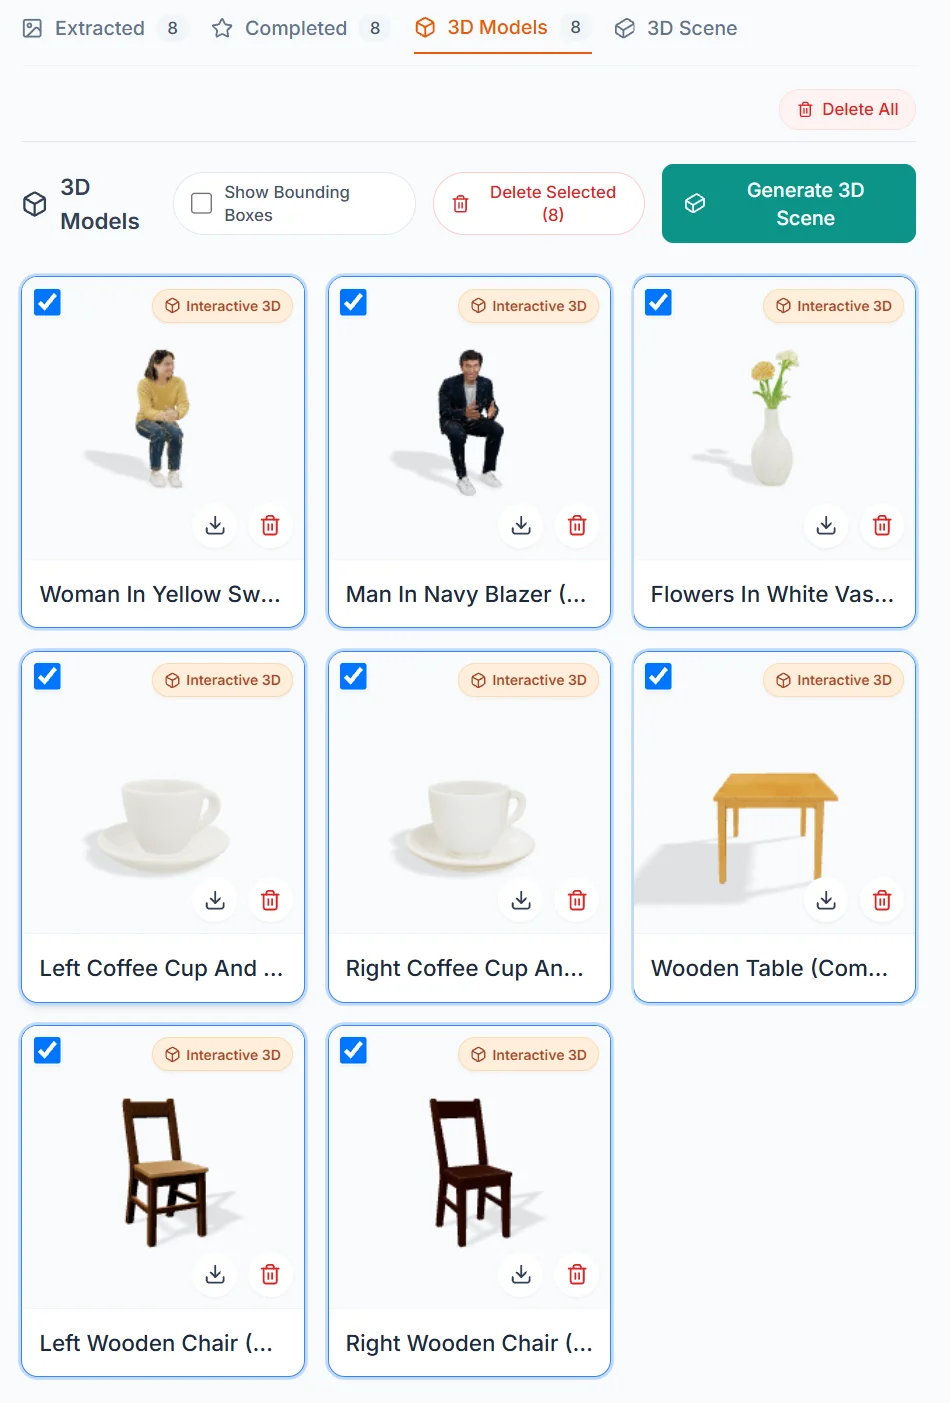 Extracted 8 Completed 8 3D Models 8 3D Scene
Delete All
3D
Models
Show Bounding
Boxes
Delete Selected
(8)
Generate 3D
Scene
Interactive 3D
Interactive 3D
Interactive 3D
Woman In Yellow Sw...
Man In Navy Blazer (...
Flowers In White Vas...
Interactive 3D
Interactive 3D
Interactive 3D
Left Coffee Cup And ...
Right Coffee Cup An...
Wooden Table (Com...
Interactive 3D
Interactive 3D
Left Wooden Chair (...
Right Wooden Chair (...